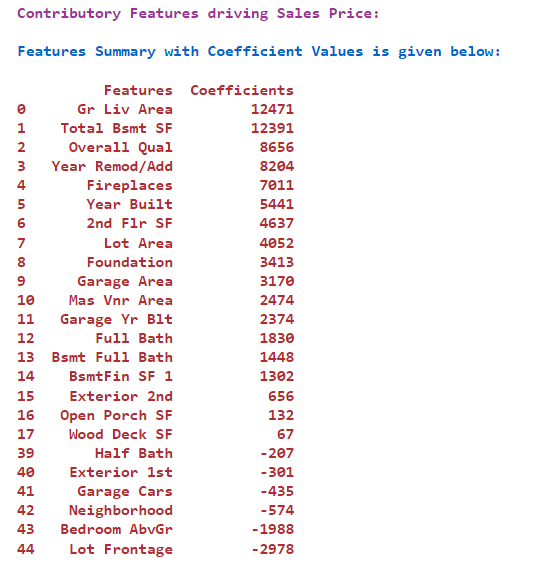 Contributory Features driving Sales Price:
Features Summary with Coefficient Values is given below:
Features Coefficients
0 Gr Liv Area 12471
1 Total Bsmt SF 12391
2 Overall Qual 8656
3 Year Remod/Add 8204
4 Fireplaces 7011
5 Year Built 5441
6 2nd Flr SF 4637
7 Lot Area 4052
8 Foundation 3413
9 Garage Area 3170
10 Mas Vnr Area 2474
11 Garage Yr Blt 2374
12 Full Bath 1830
13 Bsmt Full Bath 1448
14 BsmtFin SF 1 1302
15 Exterior 2nd 656
16 Open Porch SF 132
17 Wood Deck SF 67
39 Half Bath -207
40 Exterior 1st -301
41 Garage Cars -435
42 Neighborhood -574
43 Bedroom AbvGr -1988
44 Lot Frontage -2978